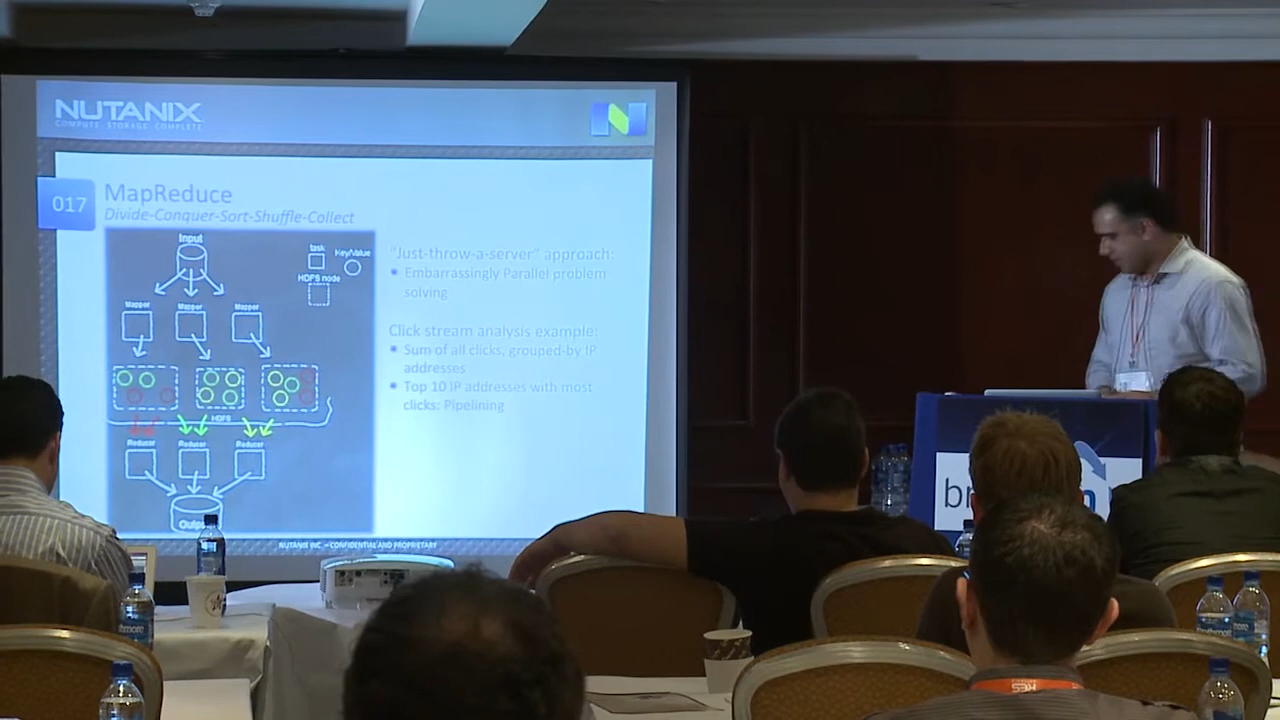 NUTANIX
COMPUTE STORAGE COMPLETE
N
017
MapReduce
Divide-Conquer-Sort-Shuffle-Collect
Input
task
Key/Value
HDFS node
Mapper
Mapper
Mapper
HDFS
Reducer
Reducer
Reducer
Output
"Just-throw-a-server" approach:
Embarrassingly Parallel problem
solving
Click stream analysis example:
Sum of all clicks, grouped-by IP
addresses
Top 10 IP addresses with most
clicks: Pipelining
NUTANIX INC. – CONFIDENTIAL AND PROPRIETARY
br
RES